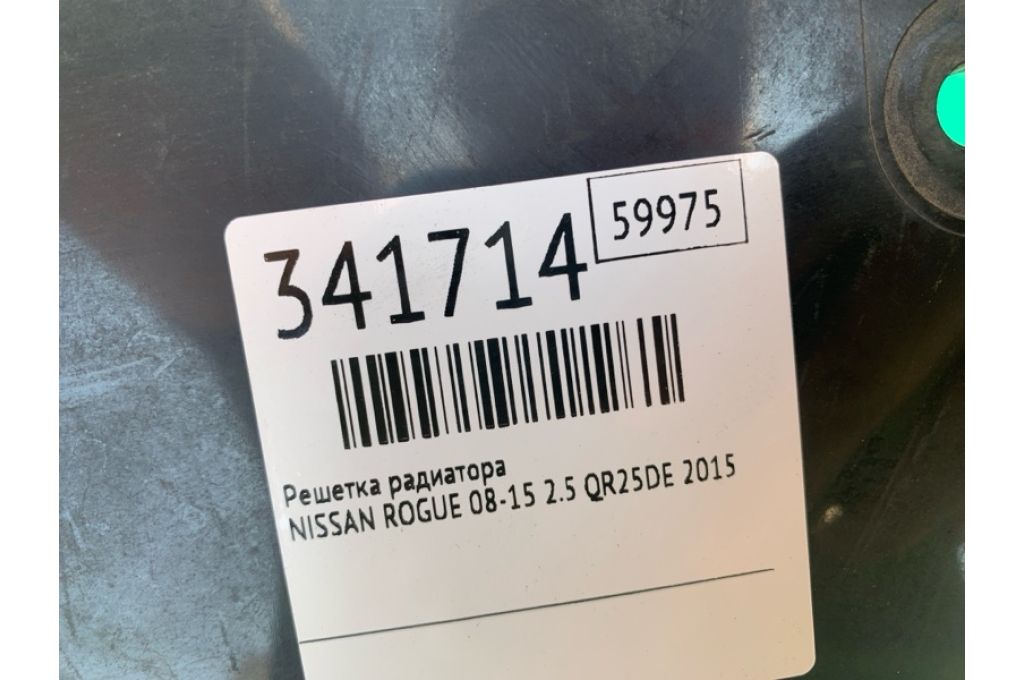 341714
59975
Решетка радиатора
NISSAN ROGUE 08-15 2.5 QR25DE 2015